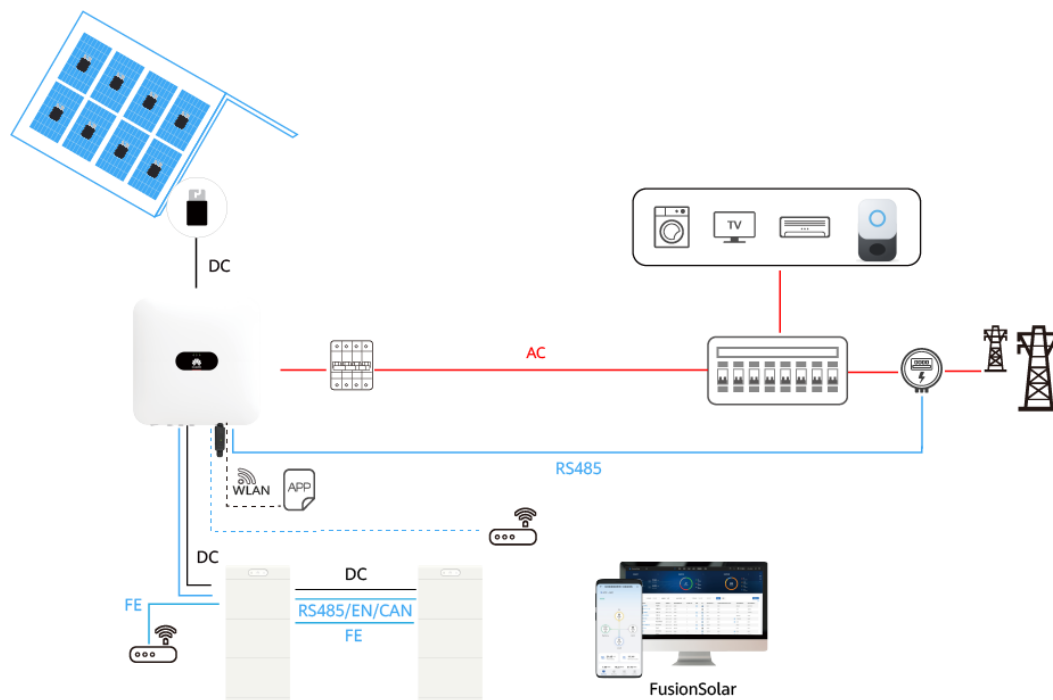 DC
TV
AC
RS485
WLAN
APP
DC
DC
RS485/EN/CAN
FE
FE
FusionSolar